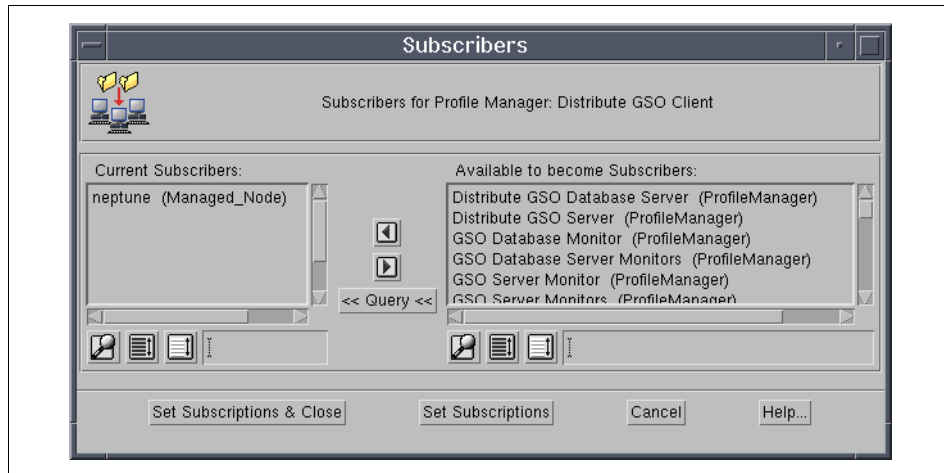 Subscribers
Subscribers for Profile Manager: Distribute GSO Client
Current Subscribers:
neptune (Managed_Node)
Available to become Subscribers:
Distribute GSO Database Server (ProfileManager)
Distribute GSO Server (ProfileManager)
GSO Database Monitor (ProfileManager)
GSO Database Server Monitors (ProfileManager)
GSO Server Monitor (ProfileManager)
GSO Server Monitors (ProfileManager)
<< Query <<
Set Subscriptions & Close
Set Subscriptions
Cancel
Help...